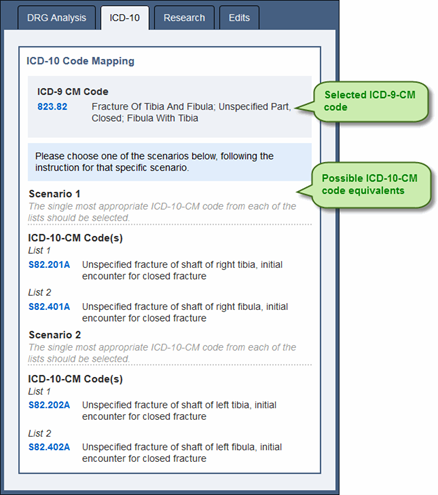 DRG Analysis
ICD-10
Research
Edits
ICD-10 Code Mapping
ICD-9 CM Code
823.82 Fracture Of Tibia And Fibula; Unspecified Part,
Closed; Fibula With Tibia
Selected ICD-9-CM
code
Please choose one of the scenarios below, following the
instruction for that specific scenario.
Possible ICD-10-CM
code equivalents
Scenario 1
The single most appropriate ICD-10-CM code from each of the
lists should be selected.
ICD-10-CM Code(s)
List 1
S82.201A Unspecified fracture of shaft of right tibia, initial
encounter for closed fracture
List 2
S82.401A Unspecified fracture of shaft of right fibula, initial
encounter for closed fracture
Scenario 2
The single most appropriate ICD-10-CM code from each of the
lists should be selected.
ICD-10-CM Code(s)
List 1
S82.202A Unspecified fracture of shaft of left tibia, initial
encounter for closed fracture
List 2
S82.402A Unspecified fracture of shaft of left fibula, initial
encounter for closed fracture